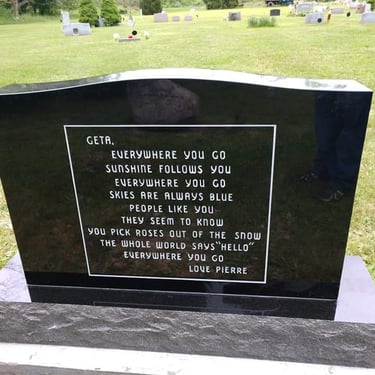 GETA,
EVERYWHERE YOU GO
SUNSHINE FOLLOWS YOU
EVERYWHERE YOU GO
SKIES ARE ALWAYS BLUE
PEOPLE LIKE YOU
THEY SEEM TO KNOW
YOU PICK ROSES OUT OF THE SNOW
THE WHOLE WORLD SAYS "HELLO"
EVERYWHERE YOU GO
LOVE PIERRE